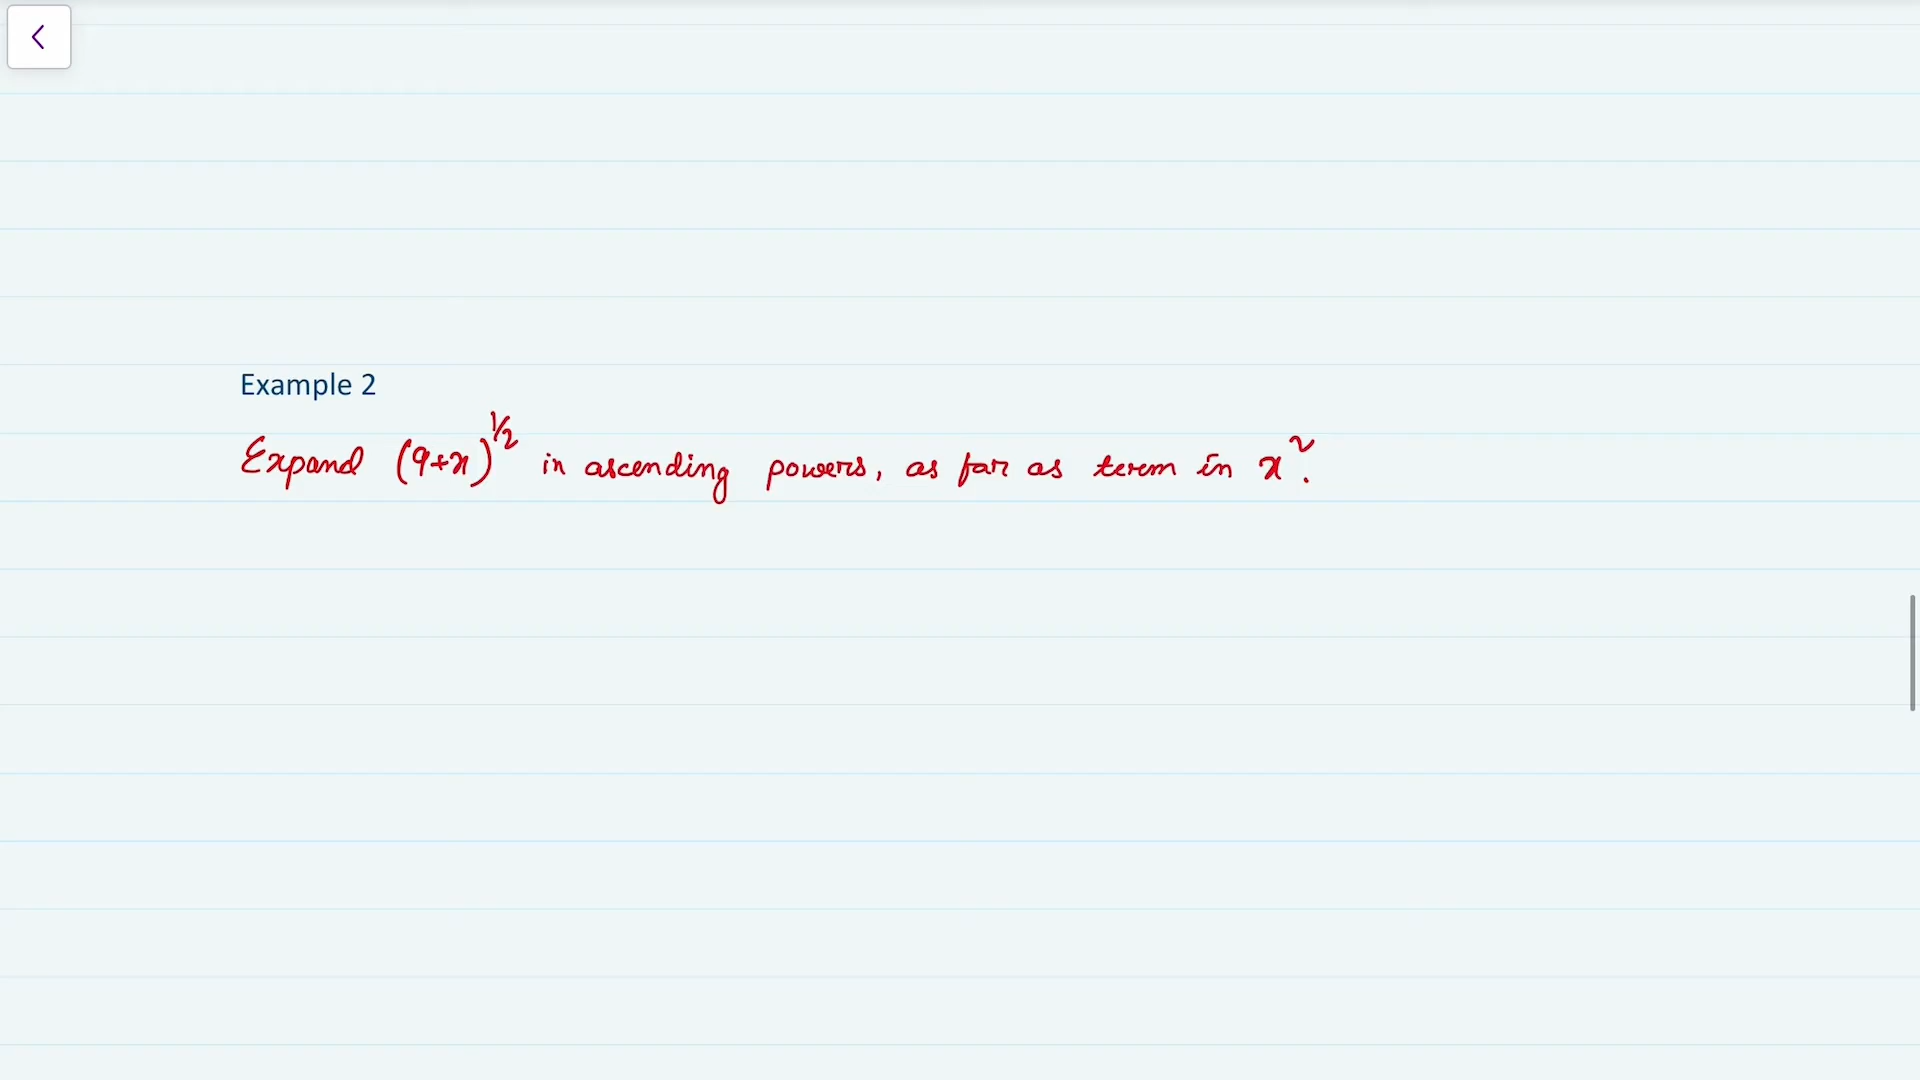 Example 2
Expand (9+x)^1/2 in ascending powers, as far as term in x².